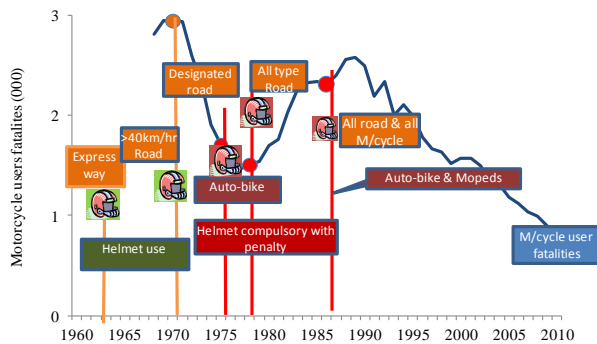 Motorcycle users fatalites (000)
3
2
1
0
Express
way
>40km/hr
Road
Designated
road
All type
Road
All road & all
M/cycle
Auto-bike
Auto-bike & Mopeds
Helmet use
Helmet compulsory with
penalty
M/cycle user
fatalities
1960 1965 1970 1975 1980 1985 1990 1995 2000 2005 2010